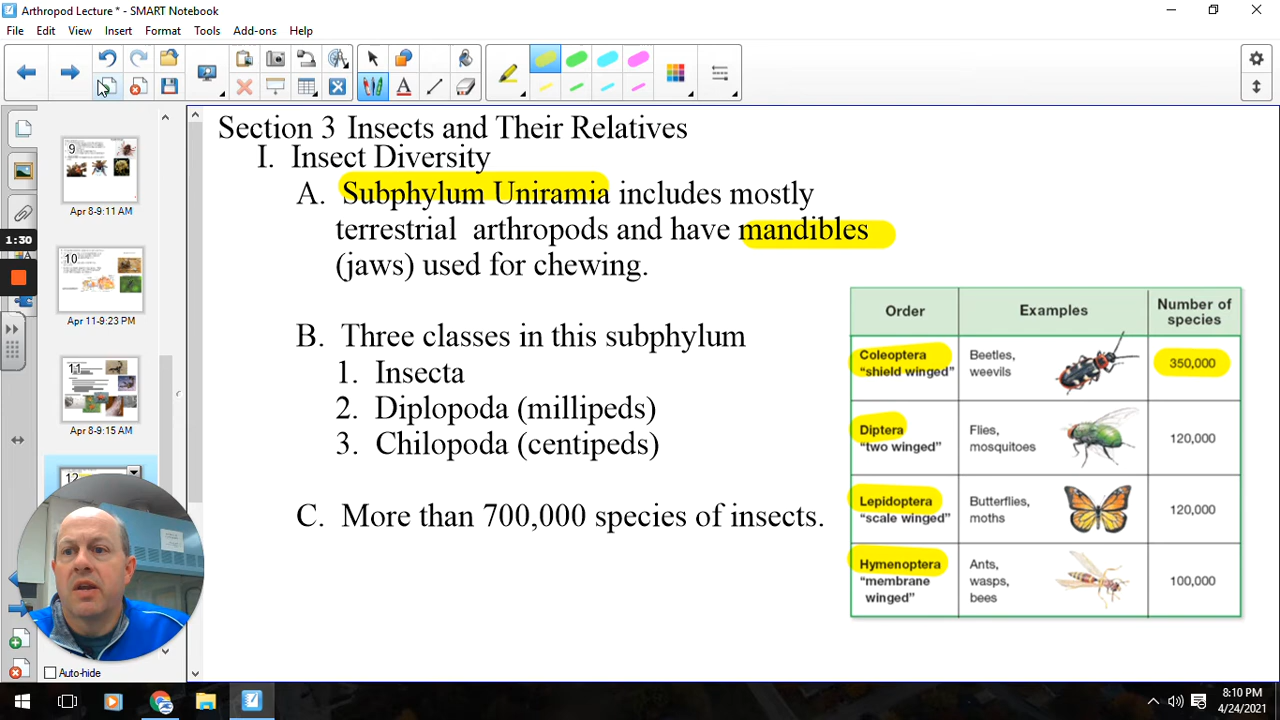 Arthropod Lecture * - SMART Notebook
File Edit View Insert Format Tools Add-ons Help
Section 3 Insects and Their Relatives
I. Insect Diversity
A. Subphylum Uniramia includes mostly
terrestrial arthropods and have mandibles
(jaws) used for chewing.
B. Three classes in this subphylum
1. Insecta
2. Diplopoda (millipeds)
3. Chilopoda (centipeds)
C. More than 700,000 species of insects.
Order Examples Number of
species
Coleoptera Beetles, 350,000
"shield winged" weevils
Diptera Flies, 120,000
"two winged" mosquitoes
Lepidoptera Butterflies, 120,000
"scale winged" moths
Hymenoptera Ants, 100,000
"membrane wasps,
winged" bees
9
Apr 8-9:11 AM
1:30
10
Apr 11-9:23 PM
11
Apr 8-9:15 AM
12
Auto-hide
8:10 PM
4/24/2021